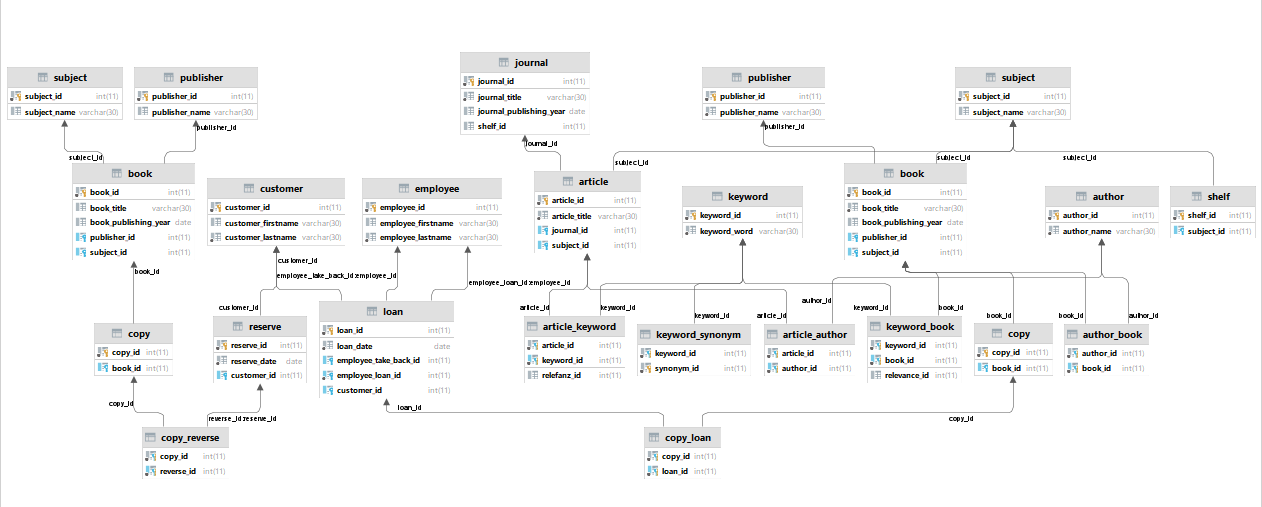 journal
journal_id int(11)
journal_title varchar(30)
journal_publishing_year date
shelf_id int(11)
subject
subject_id int(11)
subject_name varchar(30)
publisher
publisher_id int(11)
publisher_name varchar(30)
publisher
publisher_id int(11)
publisher_name varchar(30)
subject
subject_id int(11)
subject_name varchar(30)
publisher_id
publisher_id
journal_id
subject_id
subject_id
subject_id
subject_id
book
book_id int(11)
book_title varchar(30)
book_publishing_year date
publisher_id int(11)
subject_id int(11)
customer
customer_id int(11)
customer_firstname varchar(30)
customer_lastname varchar(30)
employee
employee_id int(11)
employee_firstname varchar(30)
employee_lastname varchar(30)
article
article_id int(11)
article_title varchar(30)
journal_id int(11)
subject_id int(11)
keyword
keyword_id int(11)
keyword_word varchar(30)
book
book_id int(11)
book_title varchar(30)
book_publishing_year date
publisher_id int(11)
subject_id int(11)
author
author_id int(11)
author_name varchar(30)
shelf
shelf_id int(11)
subject_id int(11)
customer_id
book_id
employee_take_back_id:employee_id
employee_loan_id:employee_id
author_id
customer_id
article_id
keyword_id
keyword_id
article_id
keyword_id
book_id
book_id
book_id
author_id
copy
copy_id int(11)
book_id int(11)
reserve
reserve_id int(11)
reserve_date date
customer_id int(11)
loan
loan_id int(11)
loan_date date
employee_take_back_id int(11)
employee_loan_id int(11)
customer_id int(11)
article_keyword
article_id int(11)
keyword_id int(11)
relefanz_id int(11)
keyword_synonym
keyword_id int(11)
synonym_id int(11)
article_author
article_id int(11)
author_id int(11)
keyword_book
keyword_id int(11)
book_id int(11)
relevance_id int(11)
copy
copy_id int(11)
book_id int(11)
author_book
author_id int(11)
book_id int(11)
copy_id
reverse_id:reserve_id
loan_id
copy_id
copy_reverse
copy_id int(11)
reverse_id int(11)
copy_loan
copy_id int(11)
loan_id int(11)